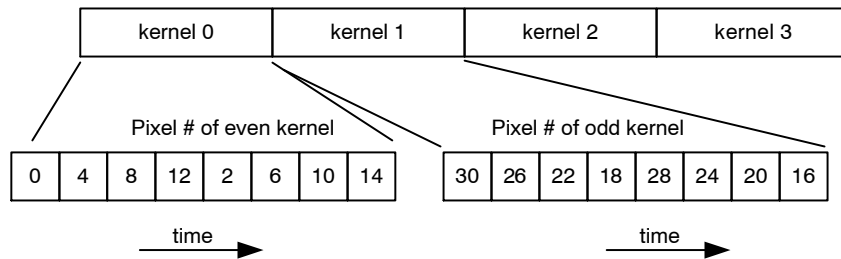 kernel 0 kernel 1 kernel 2 kernel 3
Pixel # of even kernel Pixel # of odd kernel
0 4 8 12 2 6 10 14 30 26 22 18 28 24 20 16
time time